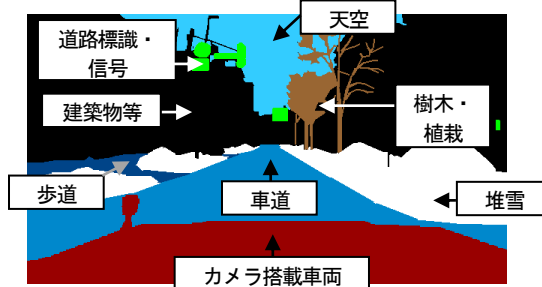 天空
道路標識・
信号
建築物等
樹木・
植栽
歩道
車道
堆雪
カメラ搭載車両